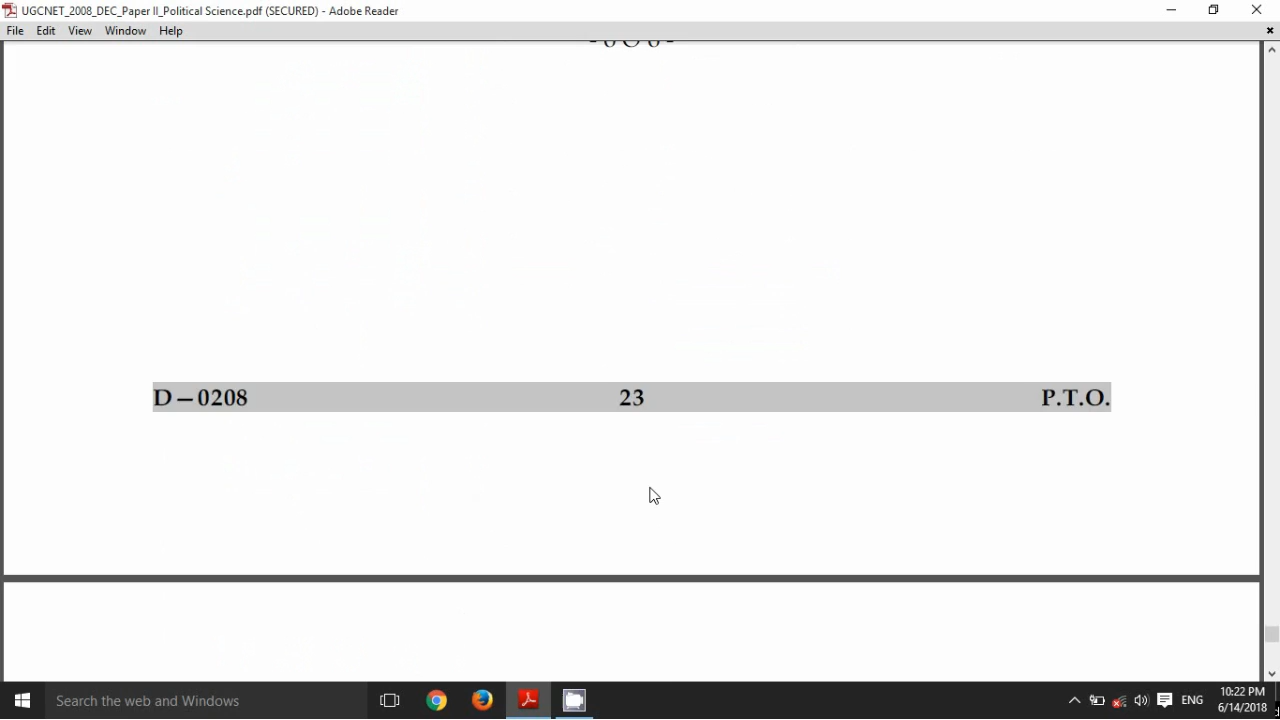 UGCNET_2008_DEC_Paper II_Political Science.pdf (SECURED) - Adobe Reader
File Edit View Window Help
- o O o -
D – 0208 23 P.T.O.
Search the web and Windows
ENG
10:22 PM
6/14/2018